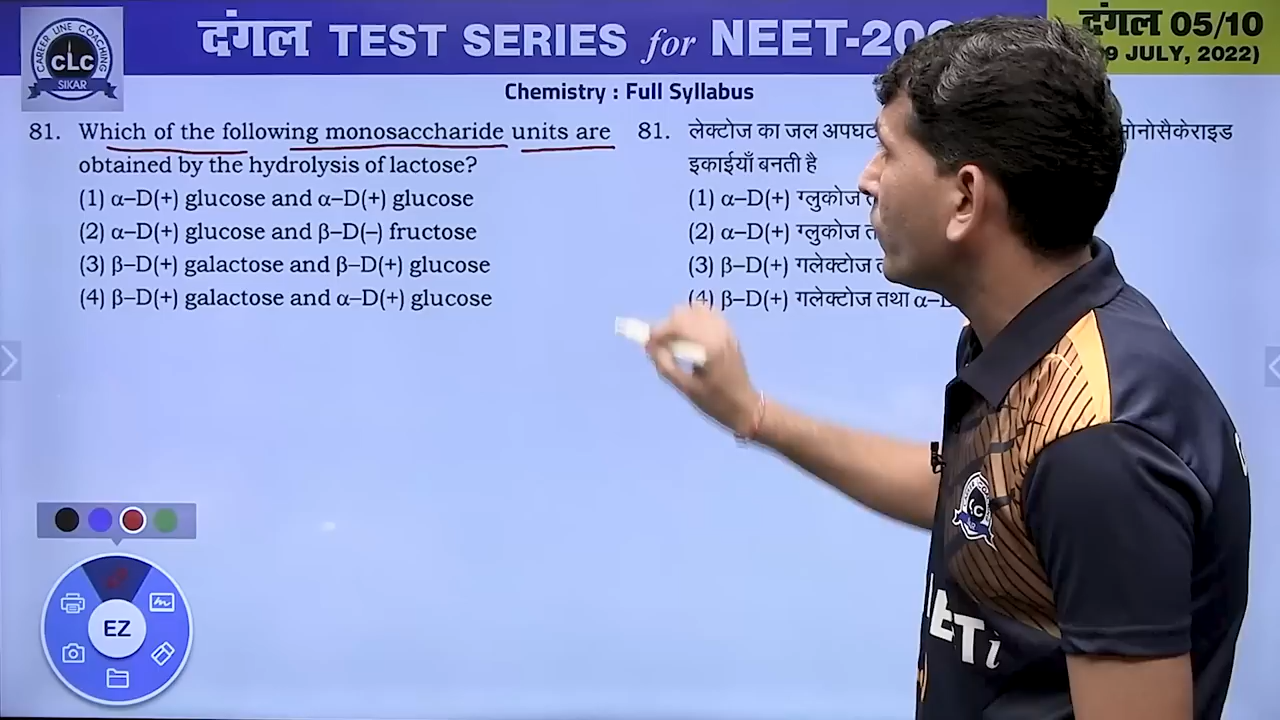 दंगल TEST SERIES for NEET-20
दंगल 05/10
9 JULY, 2022)
CAREER LINE COACHING
CLC
SIKAR
Chemistry : Full Syllabus
81. Which of the following monosaccharide units are
obtained by the hydrolysis of lactose?
(1) α–D(+) glucose and α–D(+) glucose
(2) α–D(+) glucose and β–D(–) fructose
(3) β–D(+) galactose and β–D(+) glucose
(4) β–D(+) galactose and α–D(+) glucose
81. लेक्टोज का जल
इकाईयाँ बनती है
(1) α–D(+) ग्लुकोज
(2) α–D(+) ग्लुकोज
(3) β–D(+) गलेक्टोज
(4) β–D(+) गलेक्टोज तथा
EZ